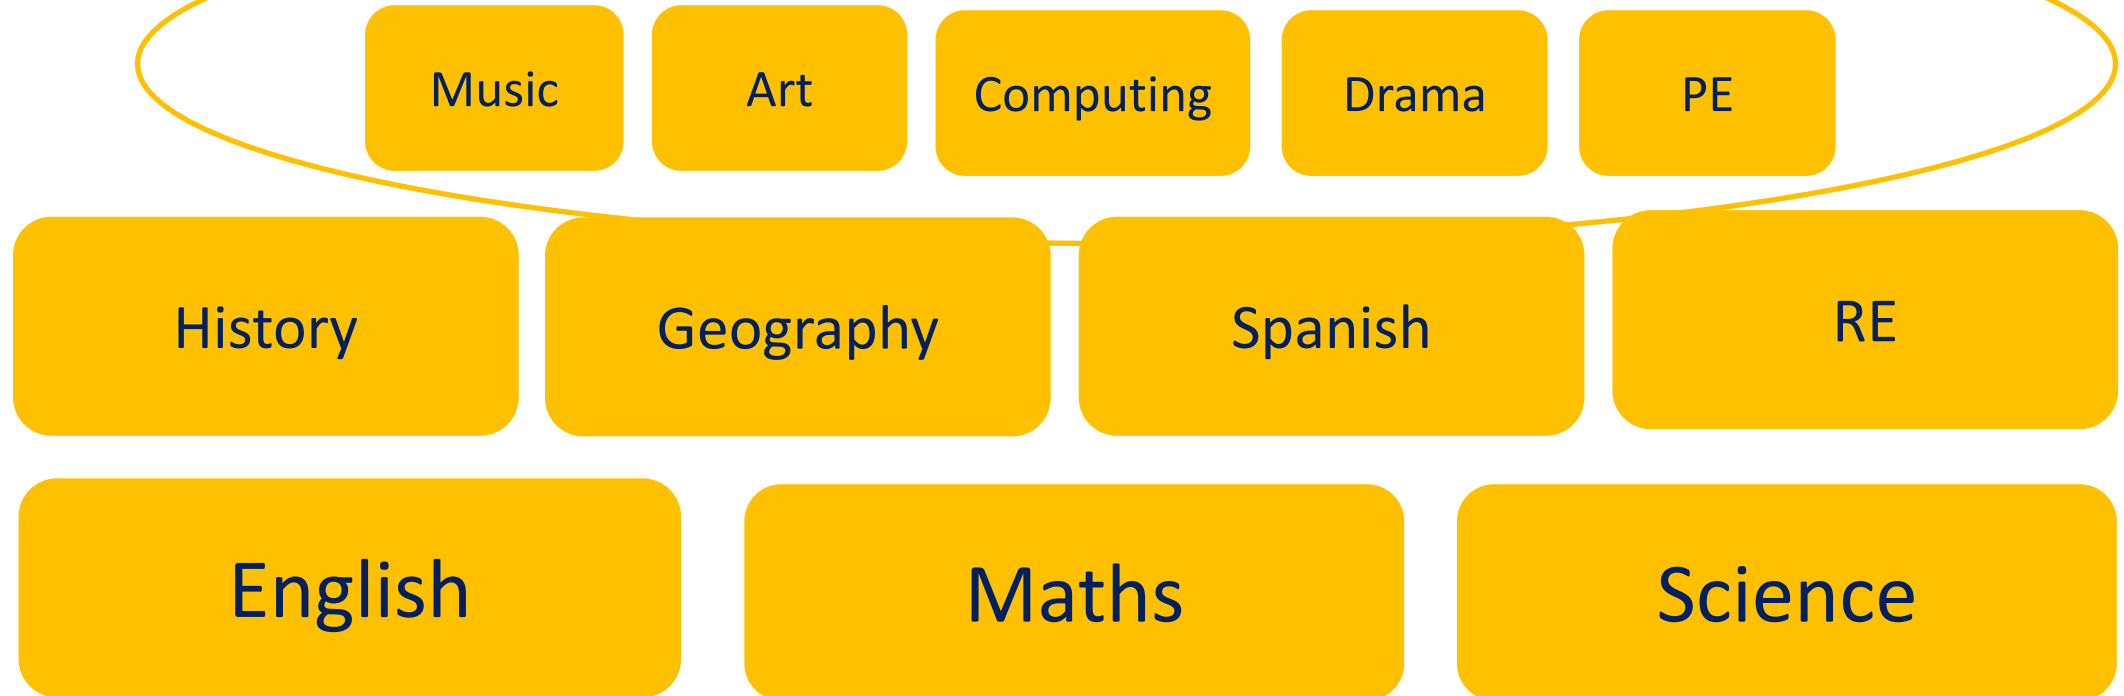 Music
Art
Computing
Drama
PE
History
Geography
Spanish
RE
English
Maths
Science